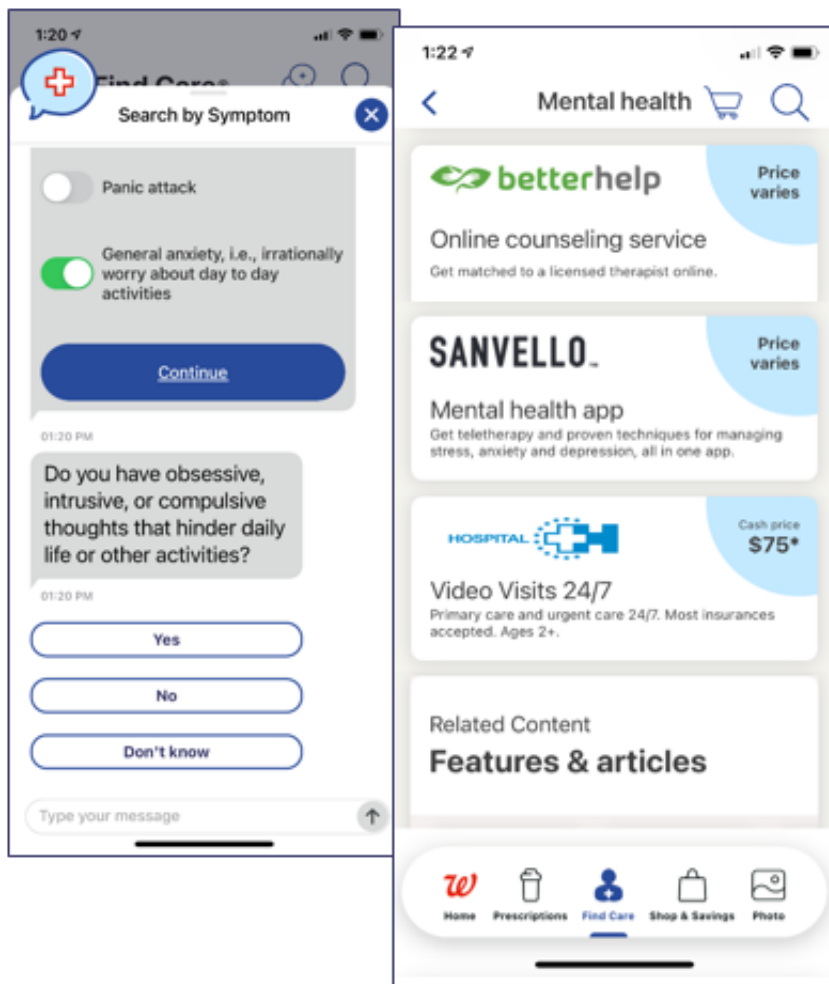 1:20
Find Care®
Search by Symptom
Panic attack
General anxiety, i.e., irrationally
worry about day to day
activities
Continue
01:20 PM
Do you have obsessive,
intrusive, or compulsive
thoughts that hinder daily
life or other activities?
01:20 PM
Yes
No
Don't know
Type your message
1:22
Mental health
betterhelp
Price
varies
Online counseling service
Get matched to a licensed therapist online.
SANVELLO™
Price
varies
Mental health app
Get teletherapy and proven techniques for managing
stress, anxiety and depression, all in one app.
HOSPITAL
Cash price
$75*
Video Visits 24/7
Primary care and urgent care 24/7. Most insurances
accepted. Ages 2+.
Related Content
Features & articles
W
Home
Prescriptions
Find Care
Shop & Savings
Photo